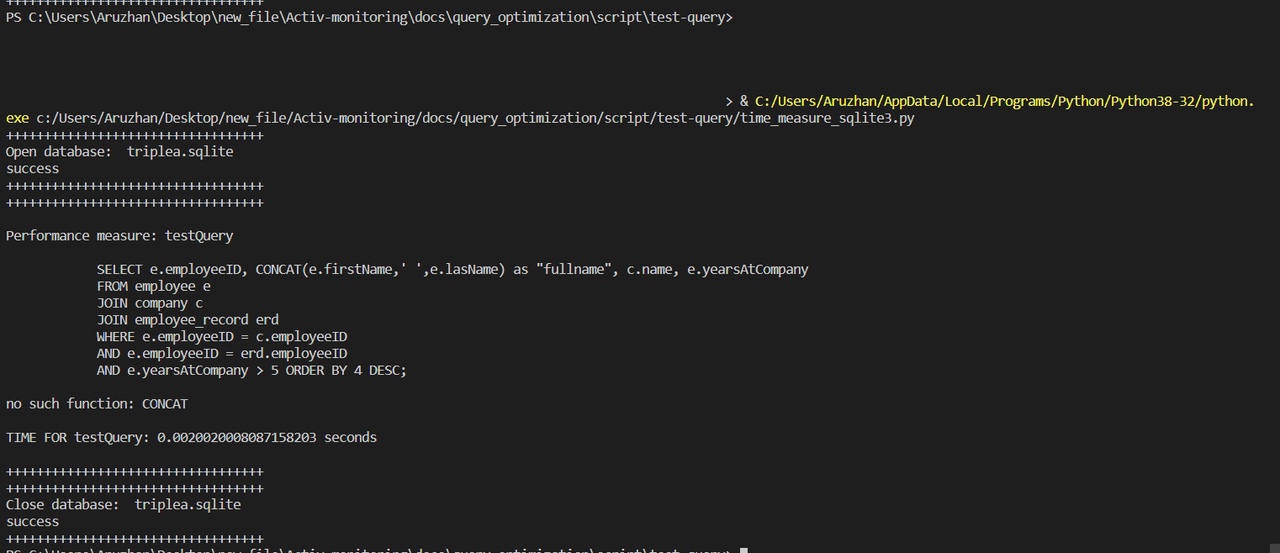 ++++++++++++++++++++++++++++++++++
PS C:\Users\Aruzhan\Desktop\new_file\Activ-monitoring\docs\query_optimization\script\test-query>
> & C:/Users/Aruzhan/AppData/Local/Programs/Python/Python38-32/python.
exe c:/Users/Aruzhan/Desktop/new_file/Activ-monitoring/docs/query_optimization/script/test-query/time_measure_sqlite3.py
++++++++++++++++++++++++++++++++++
Open database:  triplea.sqlite
success
++++++++++++++++++++++++++++++++++
++++++++++++++++++++++++++++++++++
Performance measure: testQuery
SELECT e.employeeID, CONCAT(e.firstName,' ',e.lasName) as "fullname", c.name, e.yearsAtCompany
FROM employee e
JOIN company c
JOIN employee_record erd
WHERE e.employeeID = c.employeeID
AND e.employeeID = erd.employeeID
AND e.yearsAtCompany > 5 ORDER BY 4 DESC;
no such function: CONCAT
TIME FOR testQuery: 0.0020020008087158203 seconds
++++++++++++++++++++++++++++++++++
++++++++++++++++++++++++++++++++++
Close database:  triplea.sqlite
success
++++++++++++++++++++++++++++++++++
PS C:\Users\Aruzhan\Desktop\new_file\Activ-monitoring\docs\query_optimization\script\test-query>